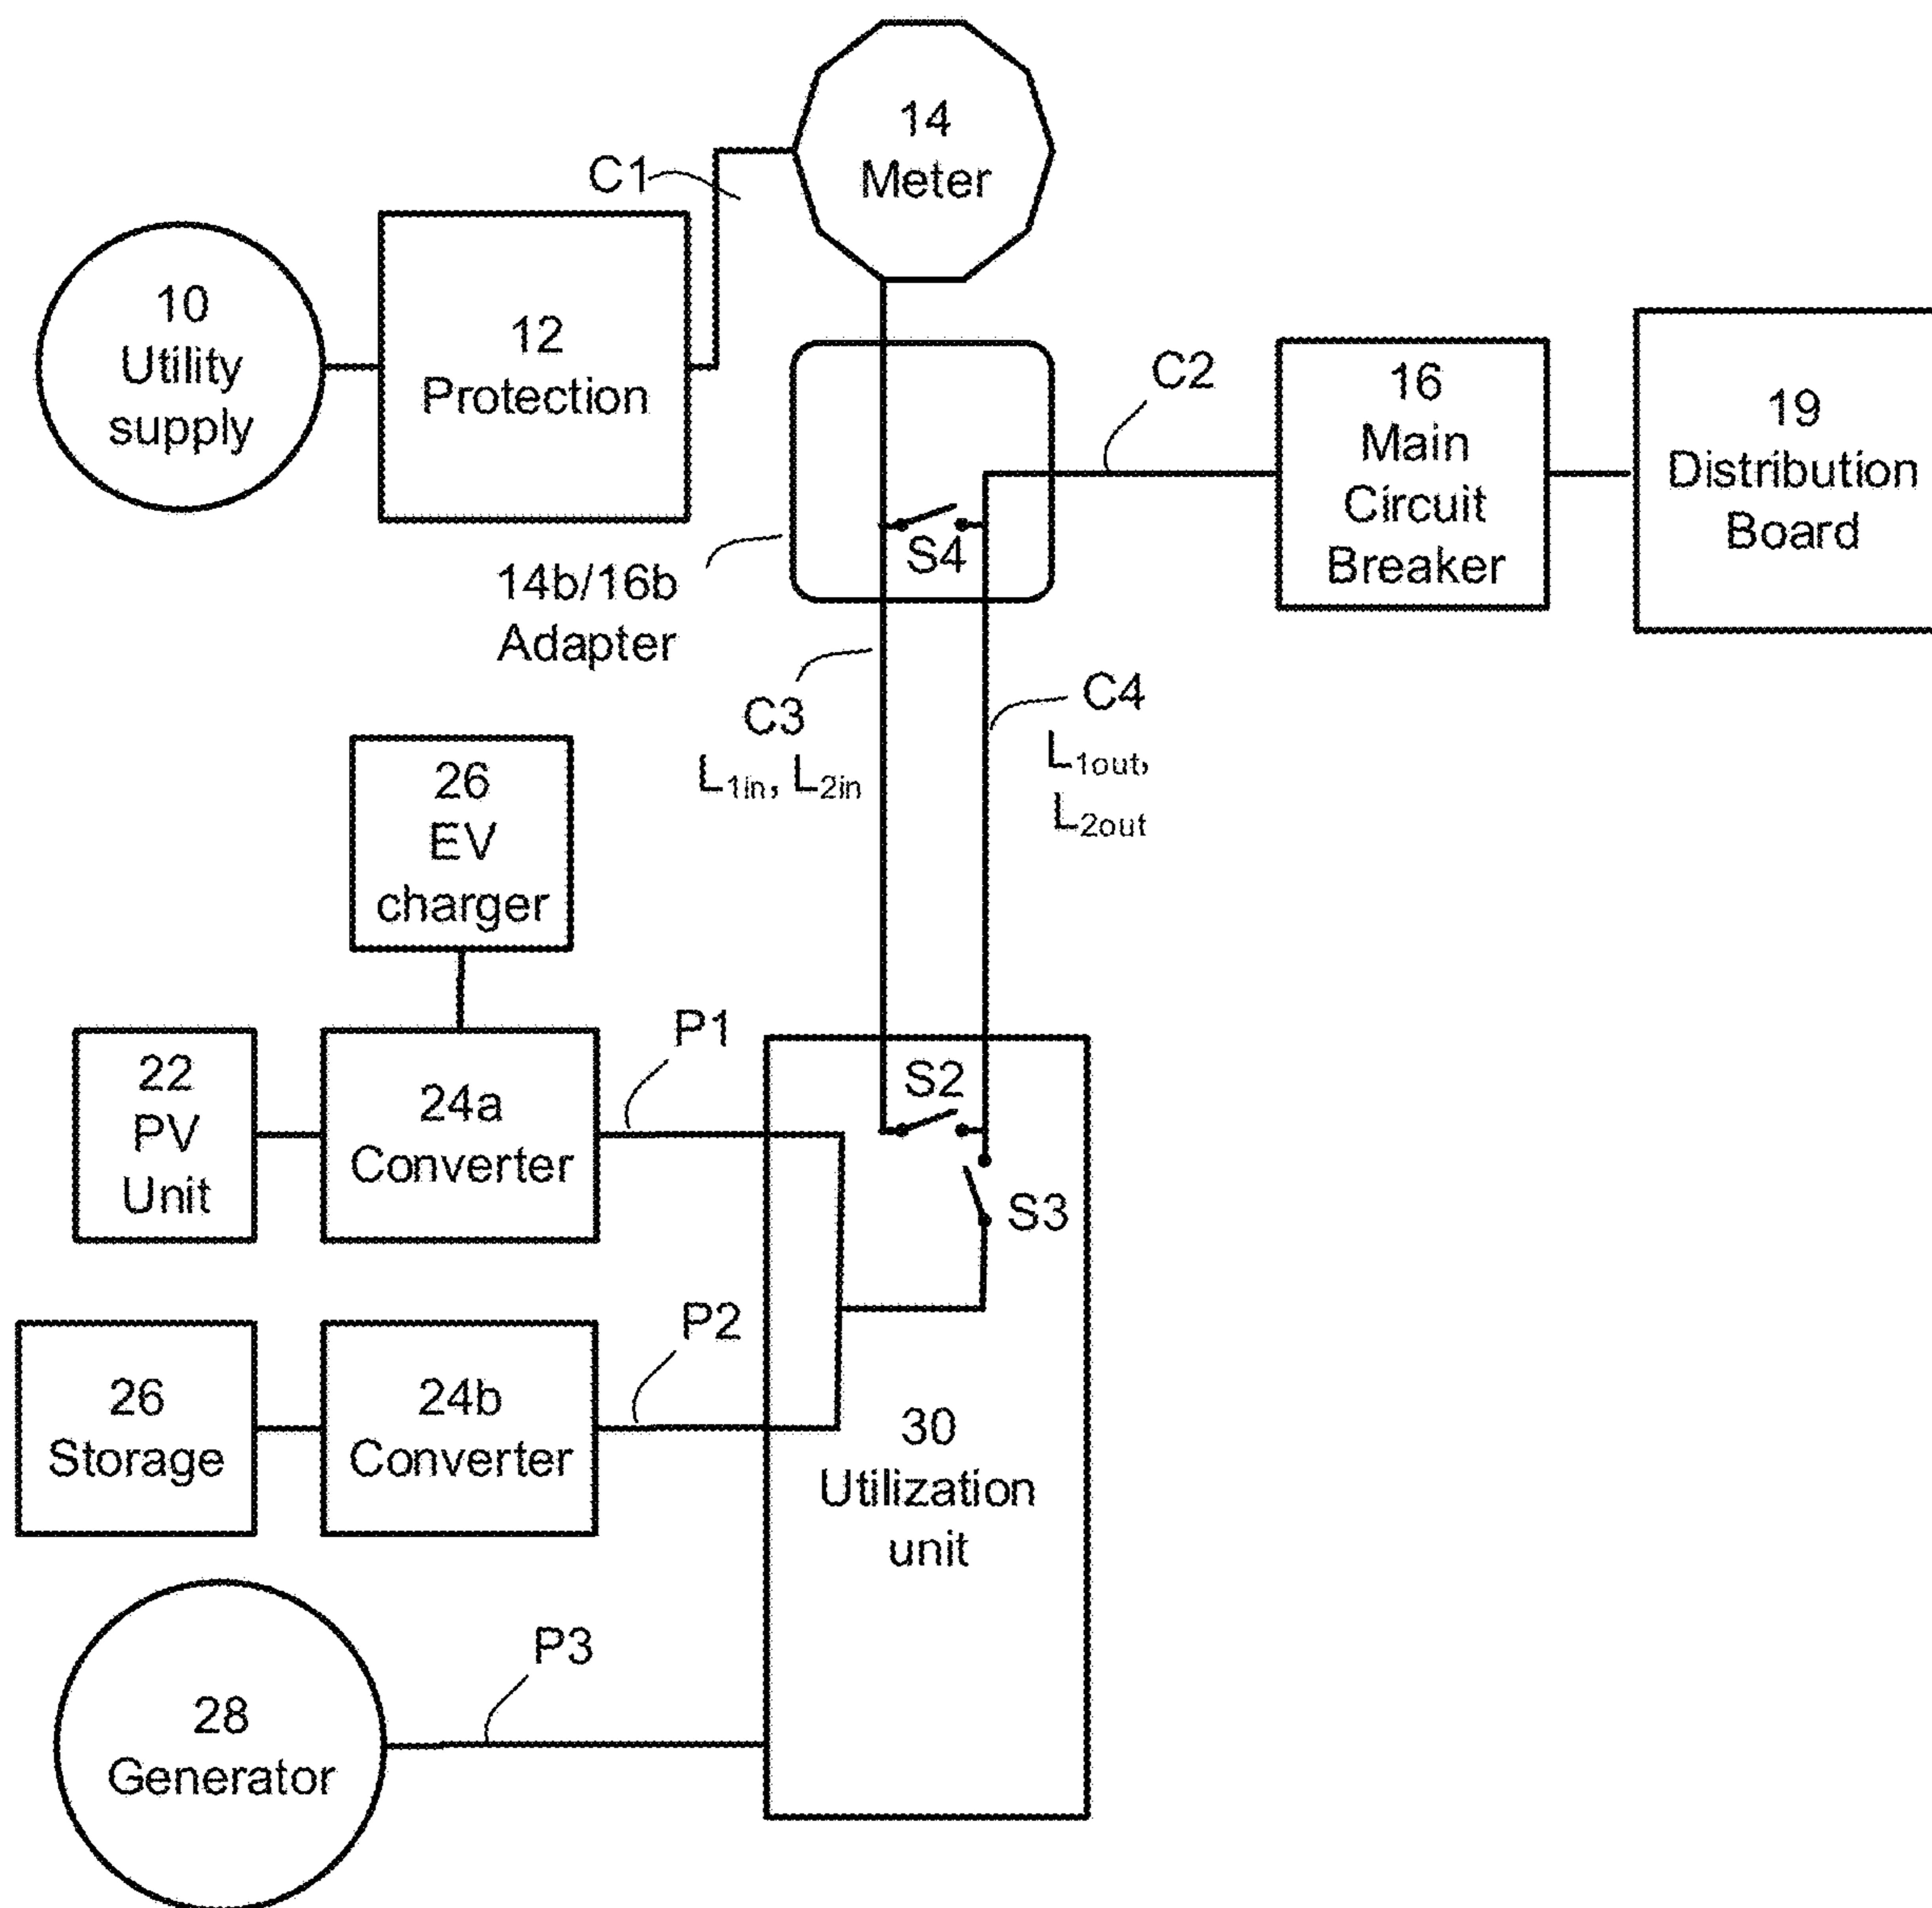 14
Meter
C1
10
Utility
supply
12
Protection
C2
16
Main
Circuit
Breaker
19
Distribution
Board
S4
14b/16b
Adapter
C3
L1in, L2in
C4
L1out,
L2out
26
EV
charger
22
PV
Unit
24a
Converter
P1
S2
S3
26
Storage
24b
Converter
P2
30
Utilization
unit
28
Generator
P3